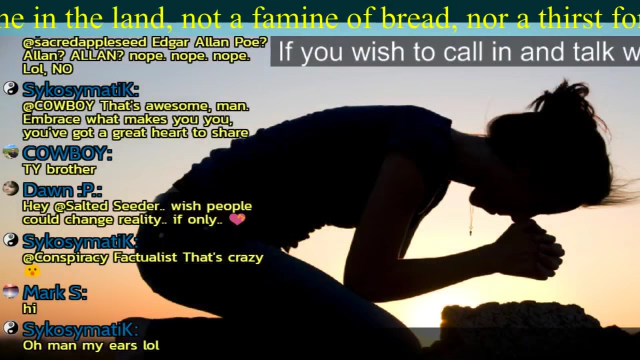 ne in the land, not a famine of bread, nor a thirst fo
@sacredappleseed Edgar Allan Poe?
Allan? ALLAN? nope. nope. nope.
Lol, NO
If you wish to call in and talk w
SykosymatiK:
@COWBOY That's awesome, man.
Embrace what makes you you,
you've got a great heart to share
COWBOY:
TY brother
Dawn :P.:
Hey @Salted Seeder.. wish people
could change reality.. if only.. 💖
SykosymatiK:
@Conspiracy Factualist That's crazy
😮
Mark S:
hi
SykosymatiK:
Oh man my ears lol